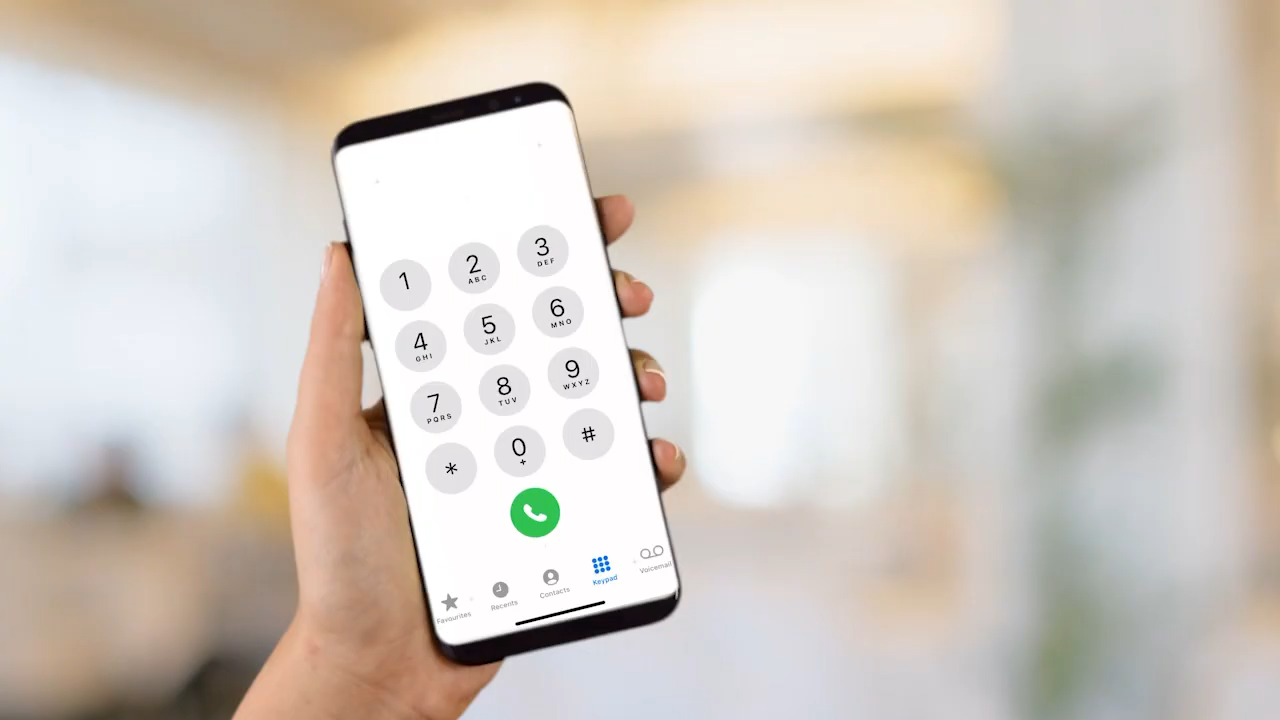 1
2
ABC
3
DEF
4
GHI
5
JKL
6
MNO
7
PQRS
8
TUV
9
WXYZ
*
0
+
#
Favourites
Recents
Contacts
Keypad
Voicemail